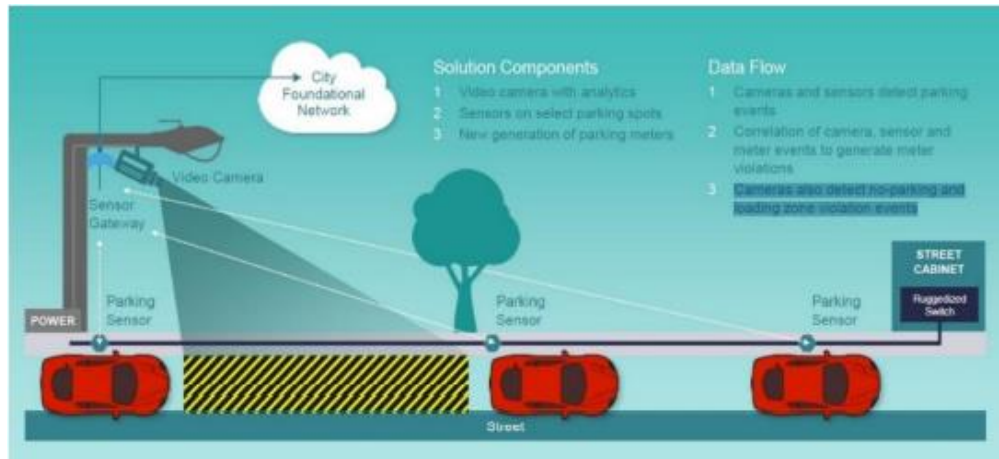 City
Foundational
Network
Solution Components
1 Video camera with analytics
2 Sensors on select parking spots
3 New generation of parking meters
Data Flow
1 Cameras and sensors detect parking
events
2 Correlation of camera, sensor and
meter events to generate meter
violations
3 Cameras also detect no-parking and
loading zone violation events
Video Camera
Sensor
Gateway
STREET
CABINET
Ruggedized
Switch
POWER
Parking
Sensor
Parking
Sensor
Parking
Sensor
Street